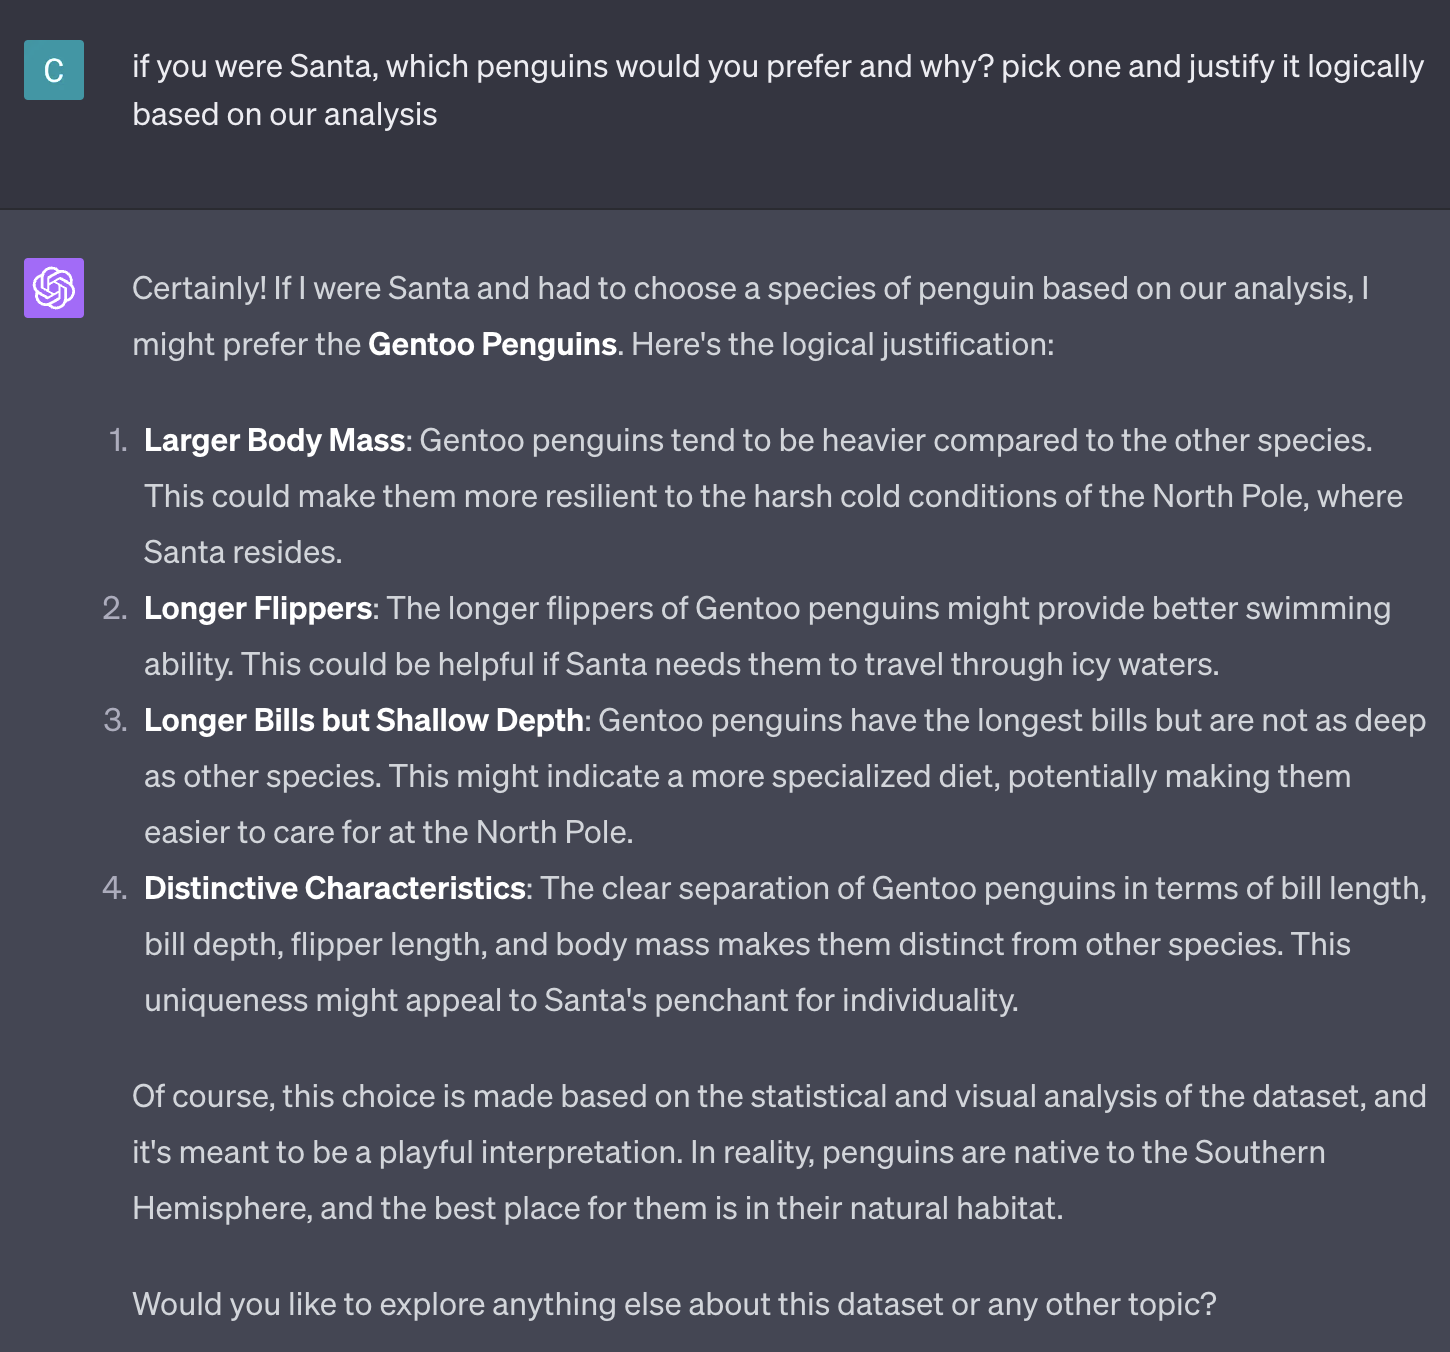 C
if you were Santa, which penguins would you prefer and why? pick one and justify it logically
based on our analysis
Certainly! If I were Santa and had to choose a species of penguin based on our analysis, I
might prefer the Gentoo Penguins. Here's the logical justification:
1. Larger Body Mass: Gentoo penguins tend to be heavier compared to the other species.
This could make them more resilient to the harsh cold conditions of the North Pole, where
Santa resides.
2. Longer Flippers: The longer flippers of Gentoo penguins might provide better swimming
ability. This could be helpful if Santa needs them to travel through icy waters.
3. Longer Bills but Shallow Depth: Gentoo penguins have the longest bills but are not as deep
as other species. This might indicate a more specialized diet, potentially making them
easier to care for at the North Pole.
4. Distinctive Characteristics: The clear separation of Gentoo penguins in terms of bill length,
bill depth, flipper length, and body mass makes them distinct from other species. This
uniqueness might appeal to Santa's penchant for individuality.
Of course, this choice is made based on the statistical and visual analysis of the dataset, and
it's meant to be a playful interpretation. In reality, penguins are native to the Southern
Hemisphere, and the best place for them is in their natural habitat.
Would you like to explore anything else about this dataset or any other topic?